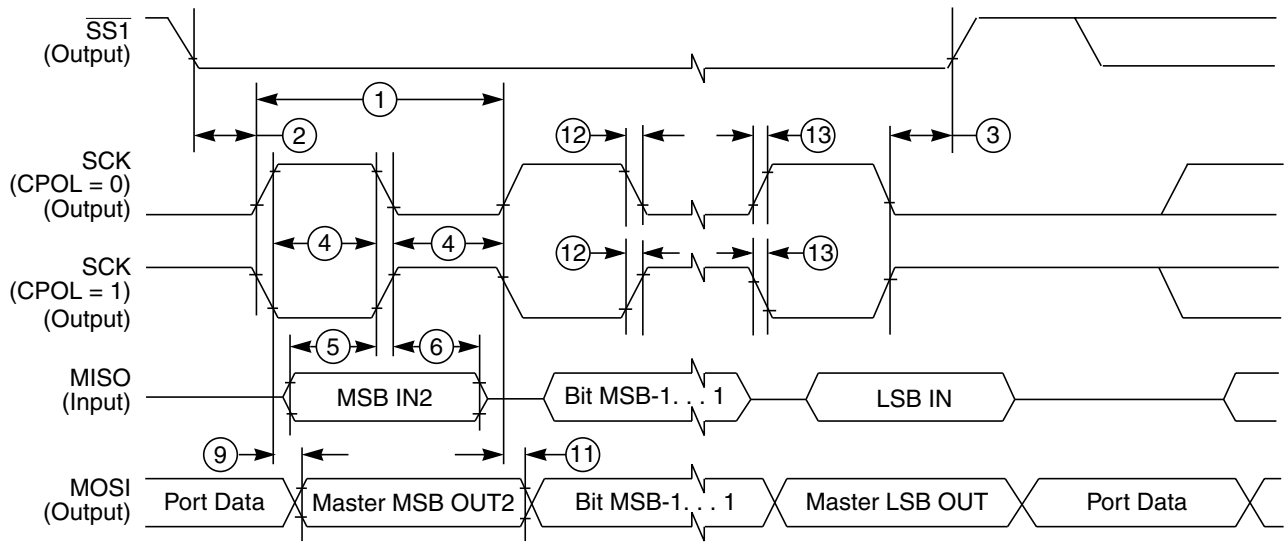 SS1
(Output)
1
2
12
13
3
SCK
(CPOL = 0)
(Output)
4
4
12
13
SCK
(CPOL = 1)
(Output)
5
6
MISO
(Input)
MSB IN2
Bit MSB-1. . . 1
LSB IN
9
11
MOSI
(Output)
Port Data
Master MSB OUT2
Bit MSB-1. . . 1
Master LSB OUT
Port Data